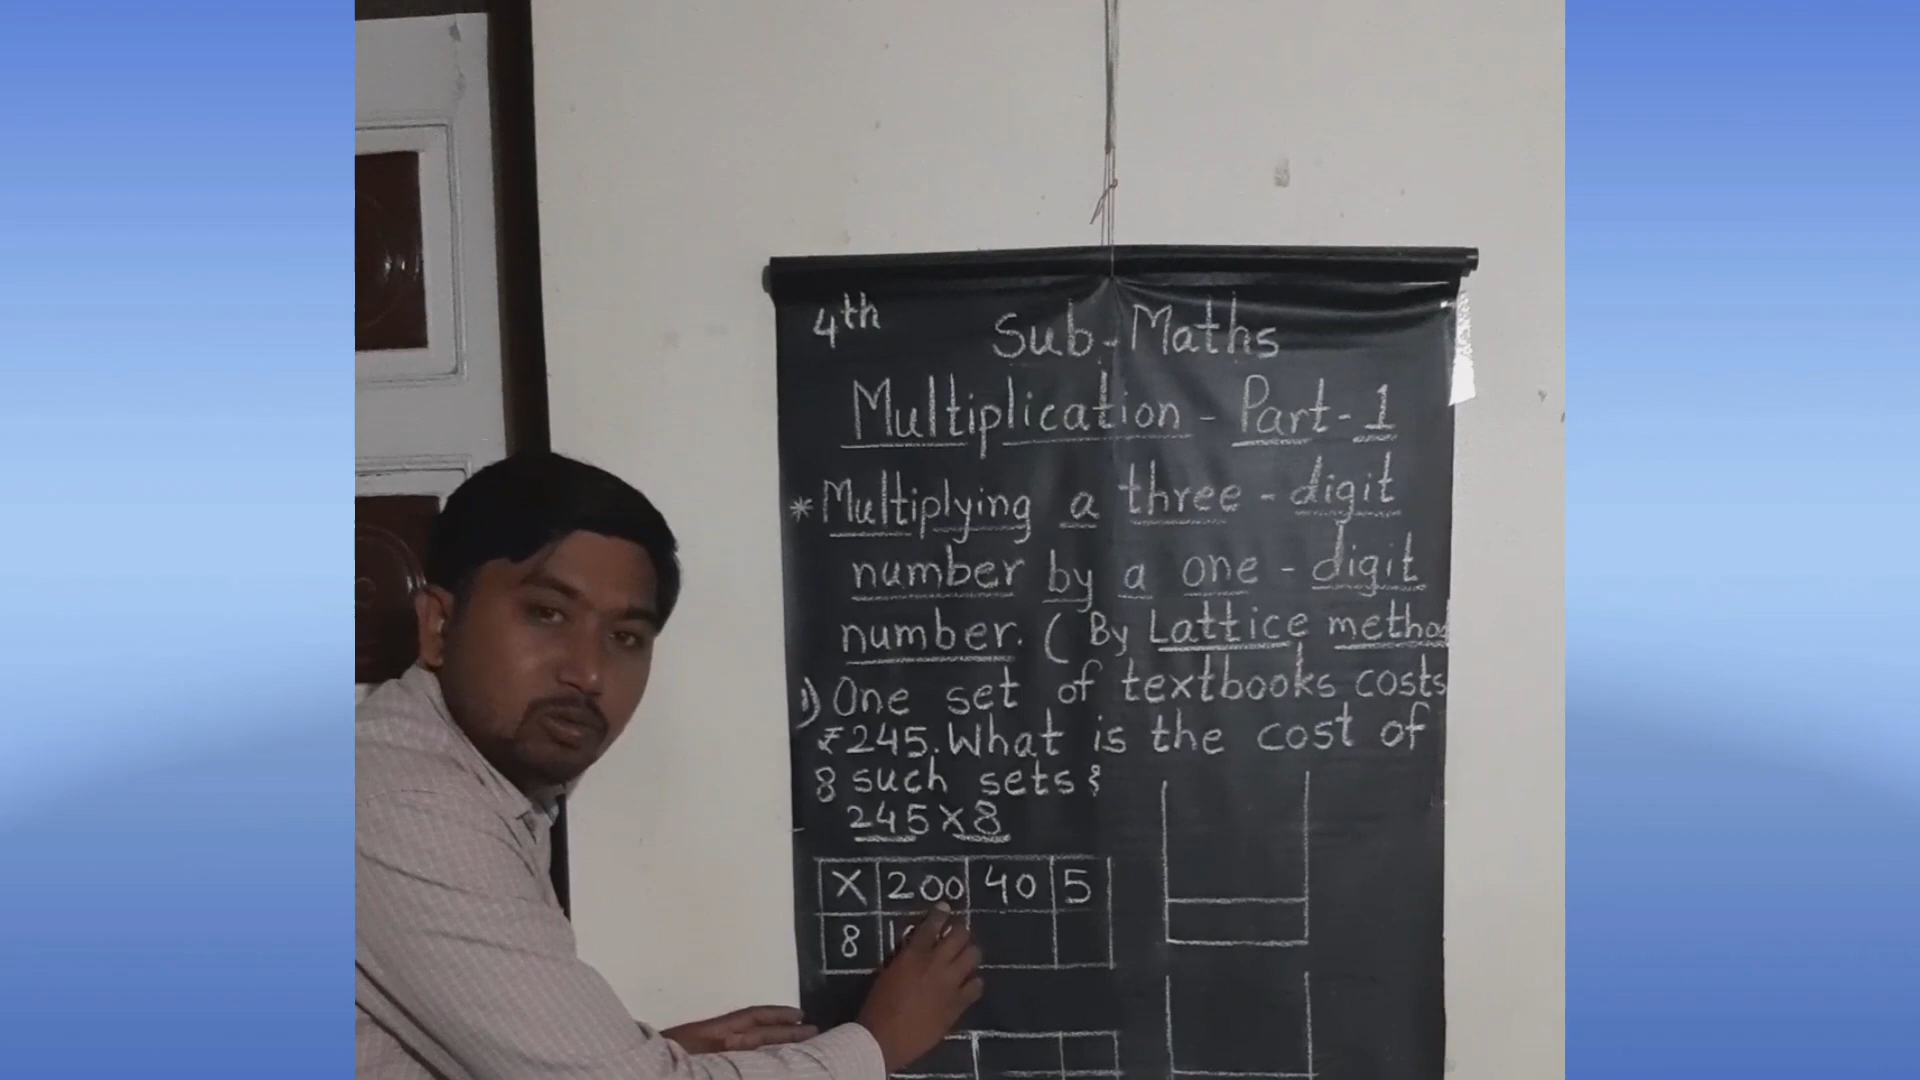 4th
Sub-Maths
Multiplication - Part-1
* Multiplying a three-digit
number by a one-digit
number. (By Lattice method
1) One set of textbooks costs
₹245. What is the cost of
8 such sets?
245×8
X 200 40 5
8